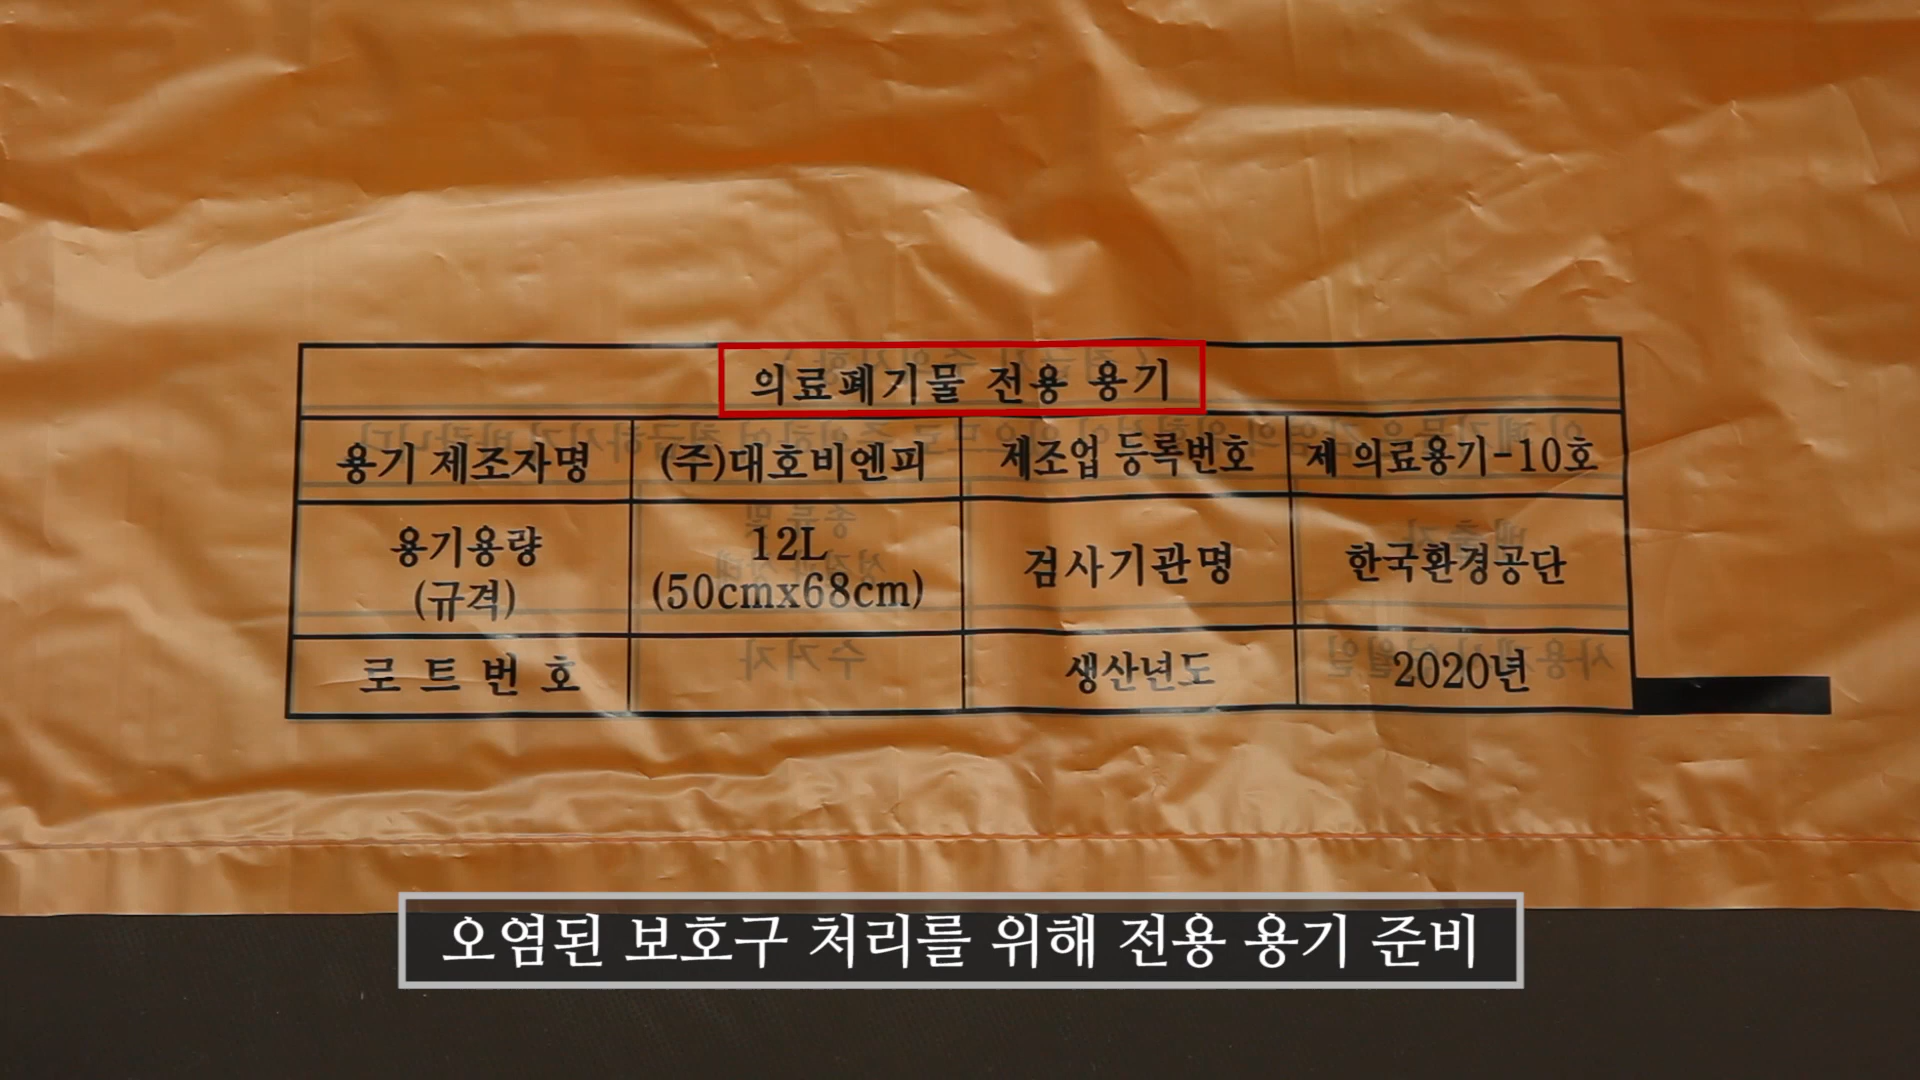 의료폐기물 전용 용기
용기 제조자명 (주)대호비엔피 제조업 등록번호 제 의료용기-10호
용기용량 12L 검사기관명 한국환경공단
(규격) (50cmx68cm)
로트번호 생산년도 2020년
오염된 보호구 처리를 위해 전용 용기 준비